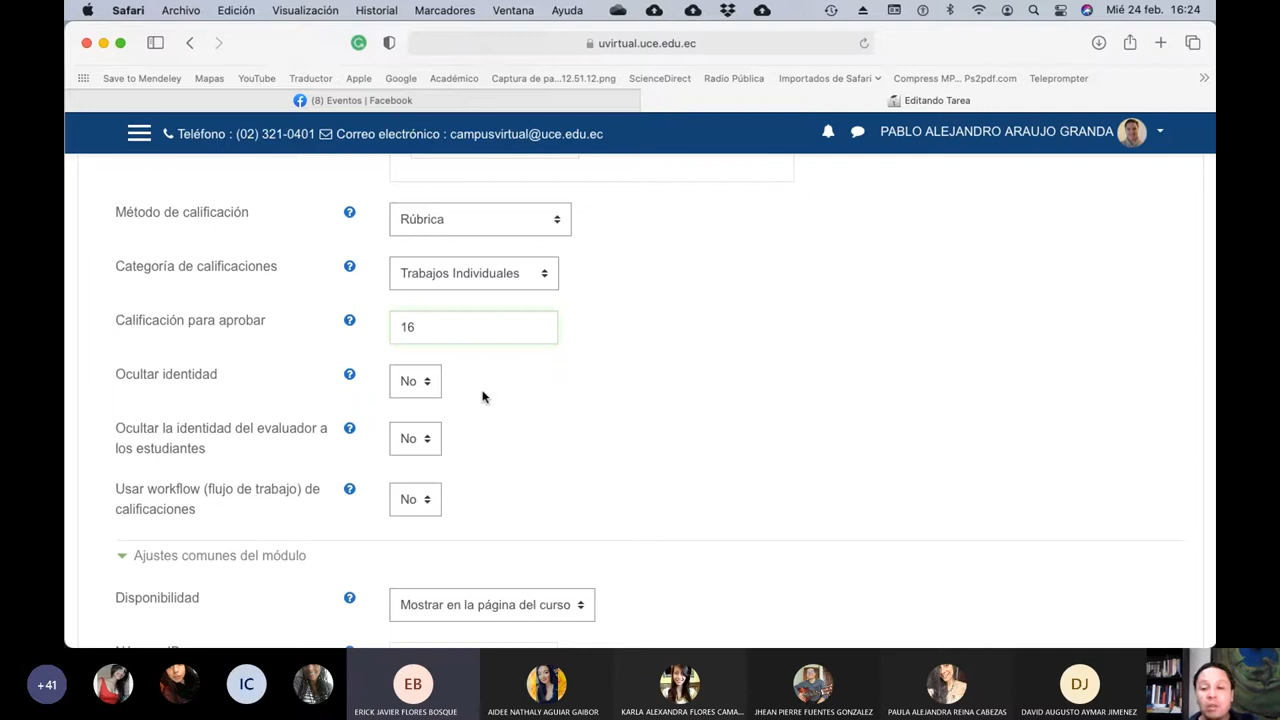 Safari Archivo Edición Visualización Historial Marcadores Ventana Ayuda Mié 24 feb. 16:24
uvirtual.uce.edu.ec
Save to Mendeley Mapas YouTube Traductor Apple Google Académico Captura de pa...12.51.12.png ScienceDirect Radio Pública Importados de Safari Compress MP... Ps2pdf.com Teleprompter
(8) Eventos | Facebook Editando Tarea
Teléfono : (02) 321-0401 Correo electrónico : campusvirtual@uce.edu.ec PABLO ALEJANDRO ARAUJO GRANDA
Método de calificación ? Rúbrica
Categoría de calificaciones ? Trabajos Individuales
Calificación para aprobar ? 16
Ocultar identidad ? No
Ocultar la identidad del evaluador a ? No
los estudiantes
Usar workflow (flujo de trabajo) de ? No
calificaciones
Ajustes comunes del módulo
Disponibilidad ? Mostrar en la página del curso
+41 IC EB DJ
ERICK JAVIER FLORES BOSQUE AIDEE NATHALY AGUIAR GAIBOR KARLA ALEXANDRA FLORES CAMA... JHEAN PIERRE FUENTES GONZALEZ PAULA ALEJANDRA REINA CABEZAS DAVID AUGUSTO AYMAR JIMENEZ